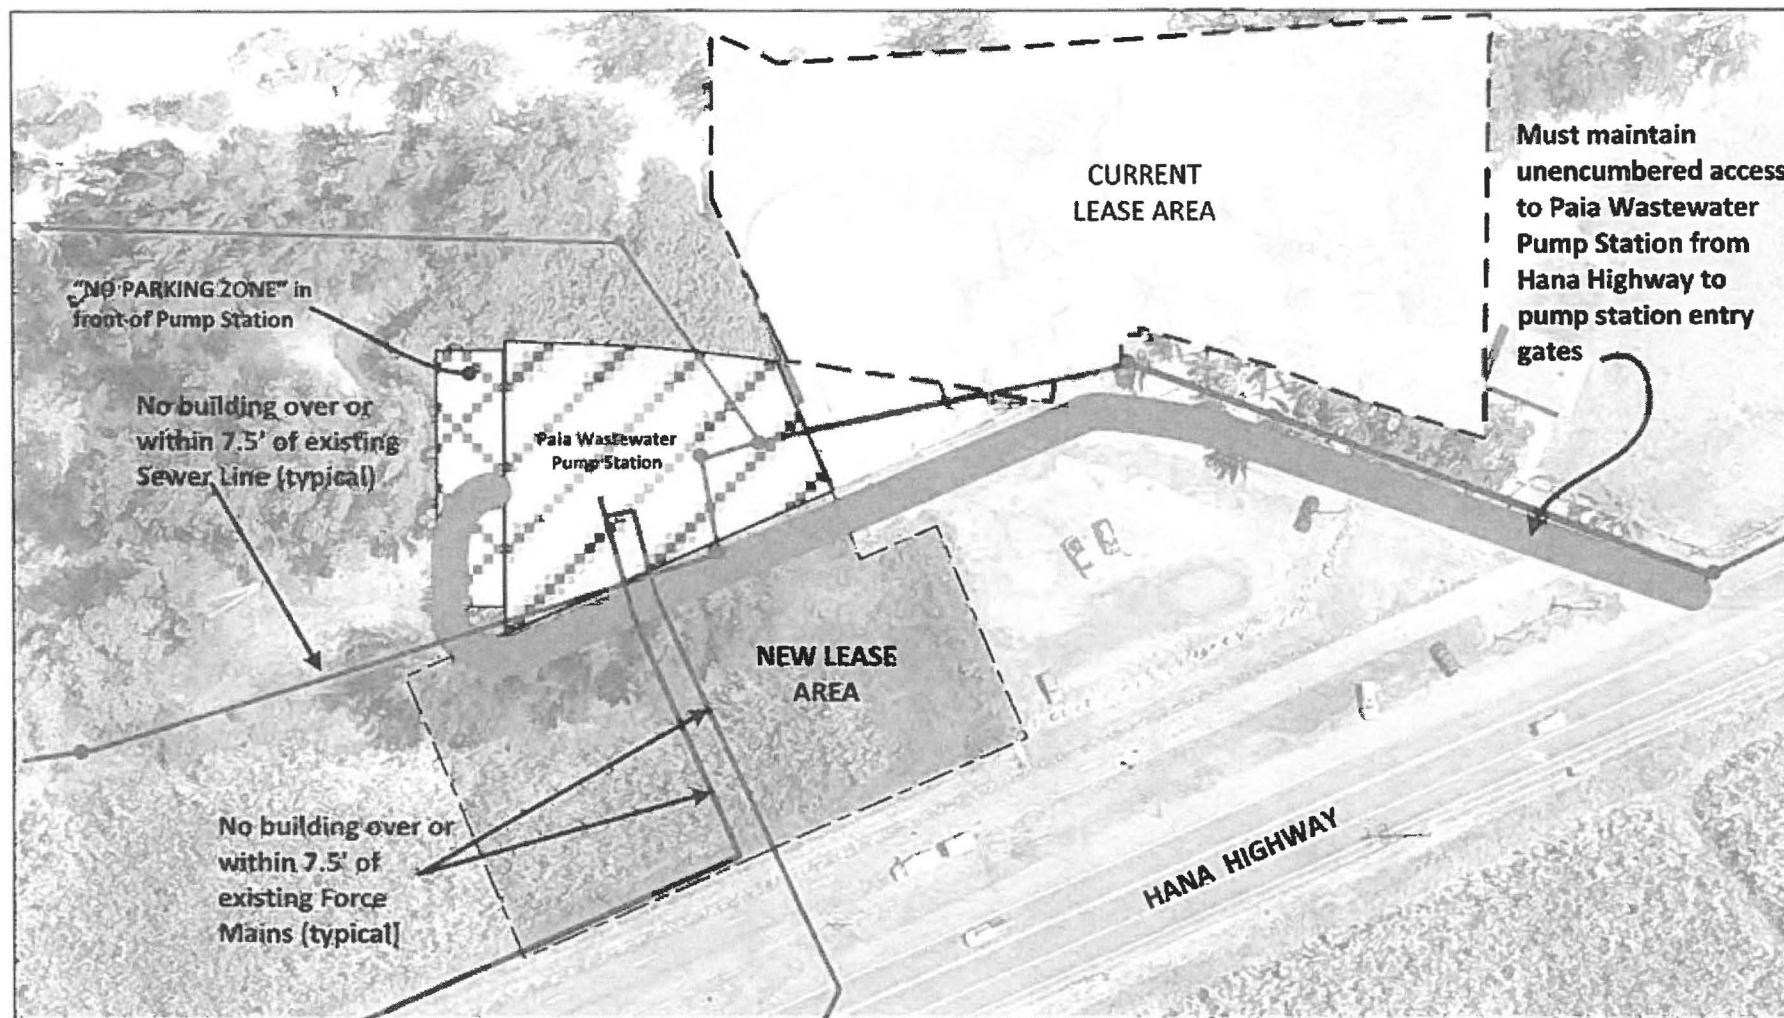 CURRENT
LEASE AREA
Must maintain
unencumbered access
to Paia Wastewater
Pump Station from
Hana Highway to
pump station entry
gates
"NO PARKING ZONE" in
front of Pump Station
No building over or
within 7.5' of existing
Sewer Line (typical)
Paia Wastewater
Pump Station
NEW LEASE
AREA
No building over or
within 7.5' of
existing Force
Mains (typical)
HANA HIGHWAY